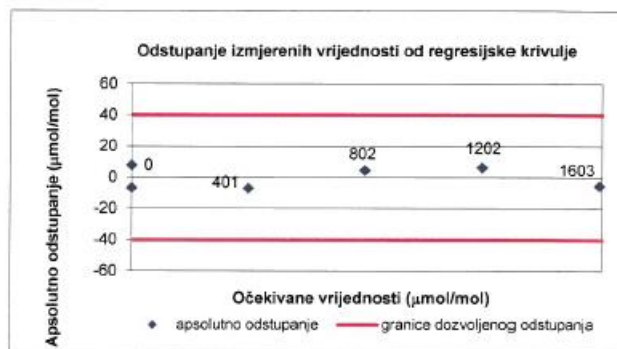 Odstupanje izmjerenih vrijednosti od regresijske krivulje
Apsolutno odstupanje (μmol/mol)
60
40
20
0
-20
-40
-60
0
401
802
1202
1603
Očekivane vrijednosti (μmol/mol)
apsolutno odstupanje
granice dozvoljenog odstupanja